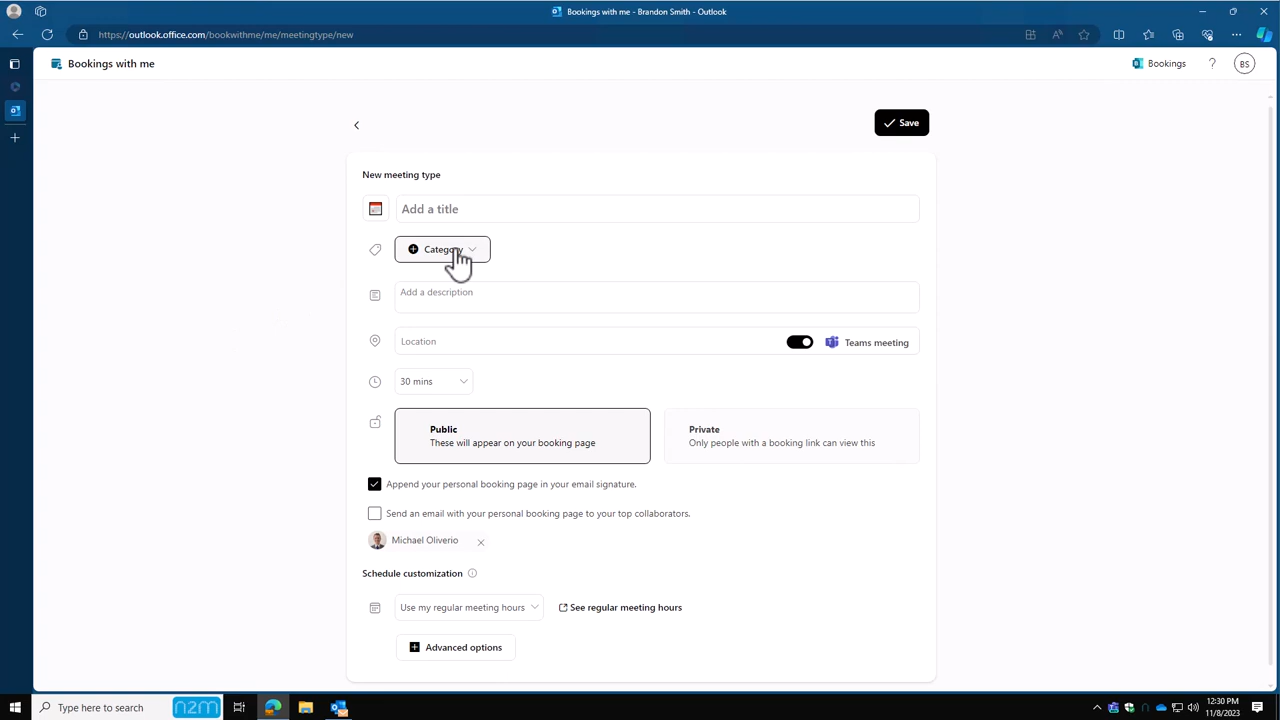 Bookings with me - Brandon Smith - Outlook
https://outlook.office.com/bookwithme/me/meetingtype/new
Bookings with me
Bookings
?
BS
Save
New meeting type
Add a title
Category
Add a description
Location
Teams meeting
30 mins
Public
These will appear on your booking page
Private
Only people with a booking link can view this
Append your personal booking page in your email signature.
Send an email with your personal booking page to your top collaborators.
Michael Oliverio
Schedule customization
Use my regular meeting hours
See regular meeting hours
Advanced options
Type here to search
n2m
12:30 PM
11/8/2023